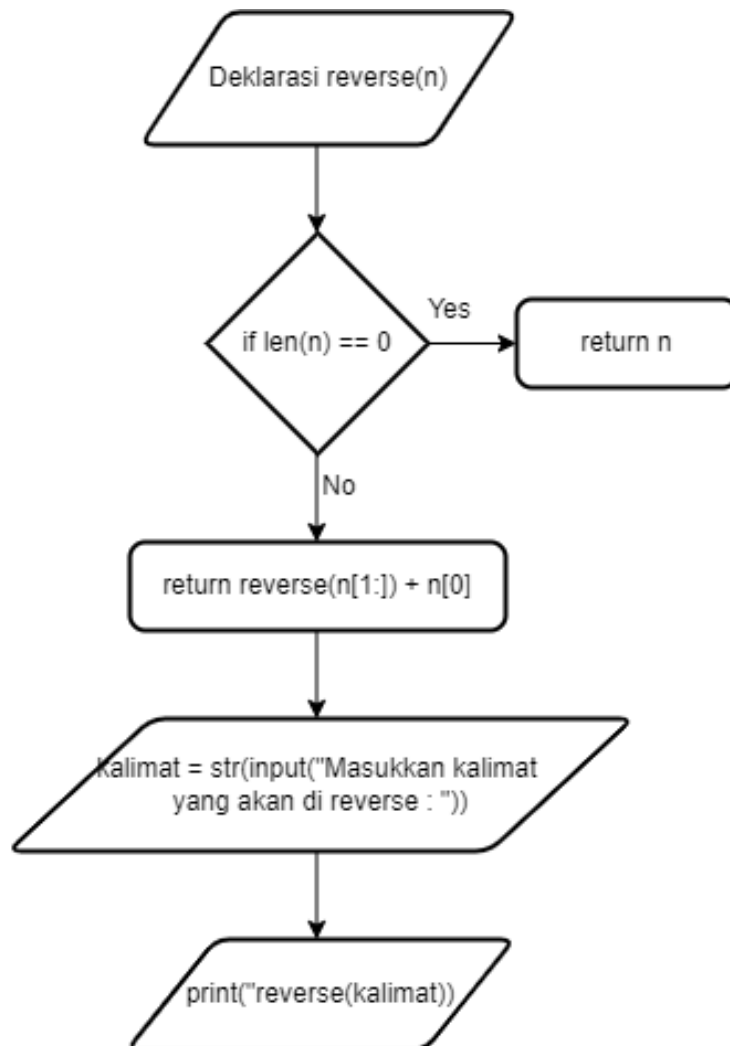 Deklarasi reverse(n)
if len(n) == 0
Yes
return n
No
return reverse(n[1:]) + n[0]
kalimat = str(input("Masukkan kalimat
yang akan di reverse : "))
print("reverse(kalimat))